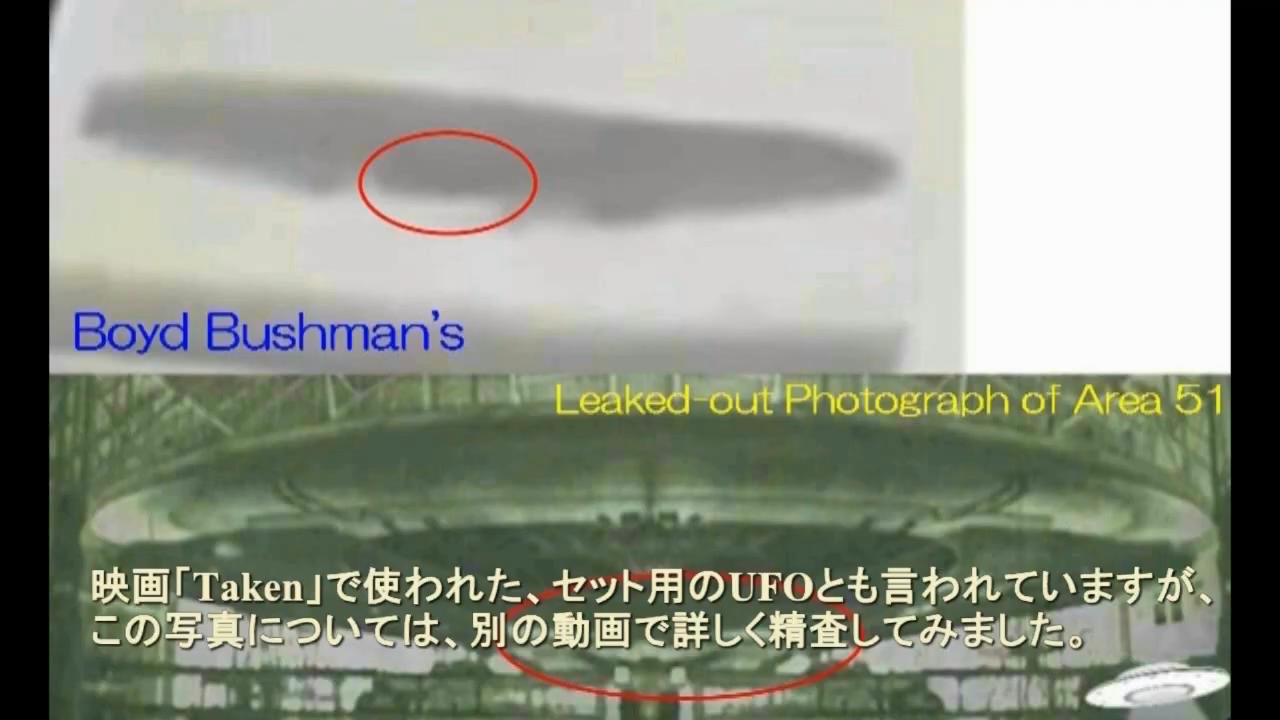 Boyd Bushman's
Leaked-out Photograph of Area 51
映画「Taken」で使われた、セット用のUFOとも言われていますが、
この写真については、別の動画で詳しく精査してみました。